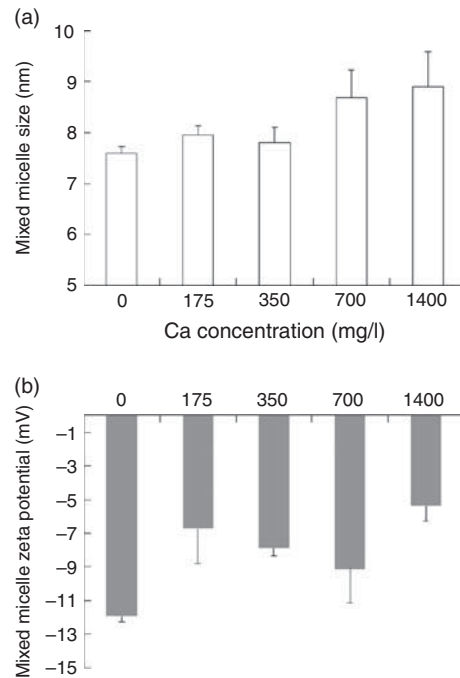 (a)
Mixed micelle size (nm)
10
9
8
7
6
5
0 175 350 700 1400
Ca concentration (mg/l)
(b)
Mixed micelle zeta potential (mV)
0 175 350 700 1400
–1
–3
–5
–7
–9
–11
–13
–15